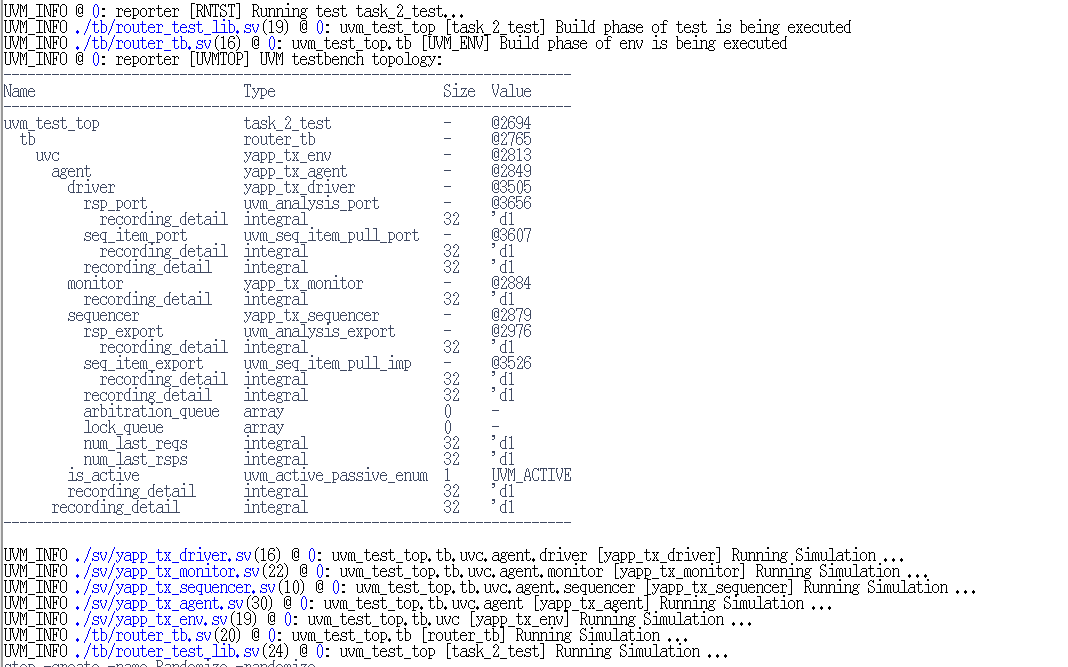 UVM_INFO @ 0: reporter [RNTST] Running test task_2_test...
UVM_INFO ./tb/router_test_lib.sv(19) @ 0: uvm_test_top [task_2_test] Build phase of test is being executed
UVM_INFO ./tb/router_tb.sv(16) @ 0: uvm_test_top.tb [UVM_ENV] Build phase of env is being executed
UVM_INFO @ 0: reporter [UVMTOP] UVM testbench topology:
-----------------------------------------------------------------------
Name                          Type                     Size  Value
-----------------------------------------------------------------------
uvm_test_top                  task_2_test              -     @2694
  tb                          router_tb                -     @2765
    uvc                       yapp_tx_env              -     @2813
      agent                   yapp_tx_agent            -     @2849
        driver                yapp_tx_driver           -     @3505
          rsp_port            uvm_analysis_port        -     @3656
            recording_detail  integral                 32    'd1
          seq_item_port       uvm_seq_item_pull_port   -     @3607
            recording_detail  integral                 32    'd1
          recording_detail    integral                 32    'd1
        monitor               yapp_tx_monitor          -     @2884
          recording_detail    integral                 32    'd1
        sequencer             yapp_tx_sequencer        -     @2879
          rsp_export          uvm_analysis_export      -     @2976
            recording_detail  integral                 32    'd1
          seq_item_export     uvm_seq_item_pull_imp    -     @3526
            recording_detail  integral                 32    'd1
          recording_detail    integral                 32    'd1
          arbitration_queue   array                    0     -
          lock_queue          array                    0     -
          num_last_reqs       integral                 32    'd1
          num_last_rsps       integral                 32    'd1
        is_active             uvm_active_passive_enum  1     UVM_ACTIVE
        recording_detail      integral                 32    'd1
      recording_detail        integral                 32    'd1
-----------------------------------------------------------------------
UVM_INFO ./sv/yapp_tx_driver.sv(16) @ 0: uvm_test_top.tb.uvc.agent.driver [yapp_tx_driver] Running Simulation ...
UVM_INFO ./sv/yapp_tx_monitor.sv(22) @ 0: uvm_test_top.tb.uvc.agent.monitor [yapp_tx_monitor] Running Simulation ...
UVM_INFO ./sv/yapp_tx_sequencer.sv(10) @ 0: uvm_test_top.tb.uvc.agent.sequencer [yapp_tx_sequencer] Running Simulation ...
UVM_INFO ./sv/yapp_tx_agent.sv(30) @ 0: uvm_test_top.tb.uvc.agent [yapp_tx_agent] Running Simulation ...
UVM_INFO ./sv/yapp_tx_env.sv(19) @ 0: uvm_test_top.tb.uvc [yapp_tx_env] Running Simulation ...
UVM_INFO ./tb/router_tb.sv(20) @ 0: uvm_test_top.tb [router_tb] Running Simulation ...
UVM_INFO ./tb/router_test_lib.sv(24) @ 0: uvm_test_top [task_2_test] Running Simulation ...
stop -create -name Randomize -randomize